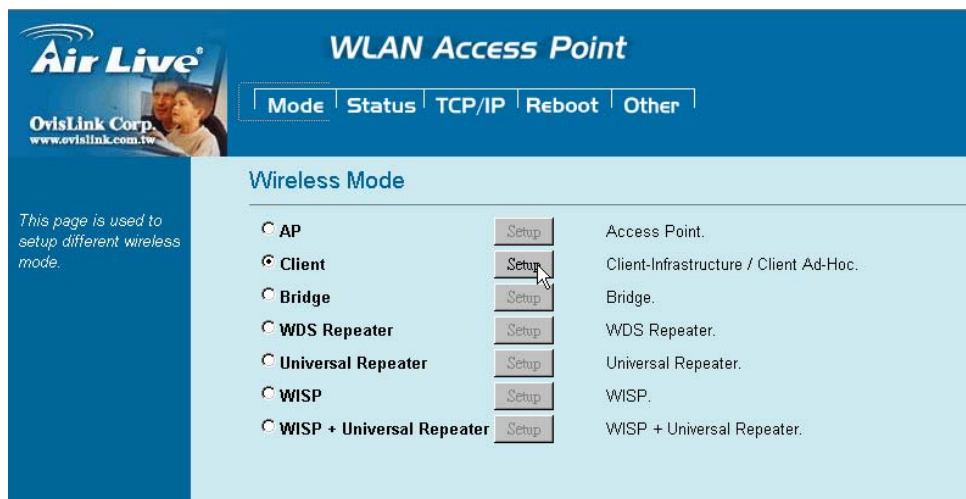 Air Live®
OvisLink Corp.
www.ovislink.com.tw
WLAN Access Point
Mode Status TCP/IP Reboot Other
This page is used to
setup different wireless
mode.
Wireless Mode
AP Setup Access Point.
Client Setup Client-Infrastructure / Client Ad-Hoc.
Bridge Setup Bridge.
WDS Repeater Setup WDS Repeater.
Universal Repeater Setup Universal Repeater.
WISP Setup WISP.
WISP + Universal Repeater Setup WISP + Universal Repeater.